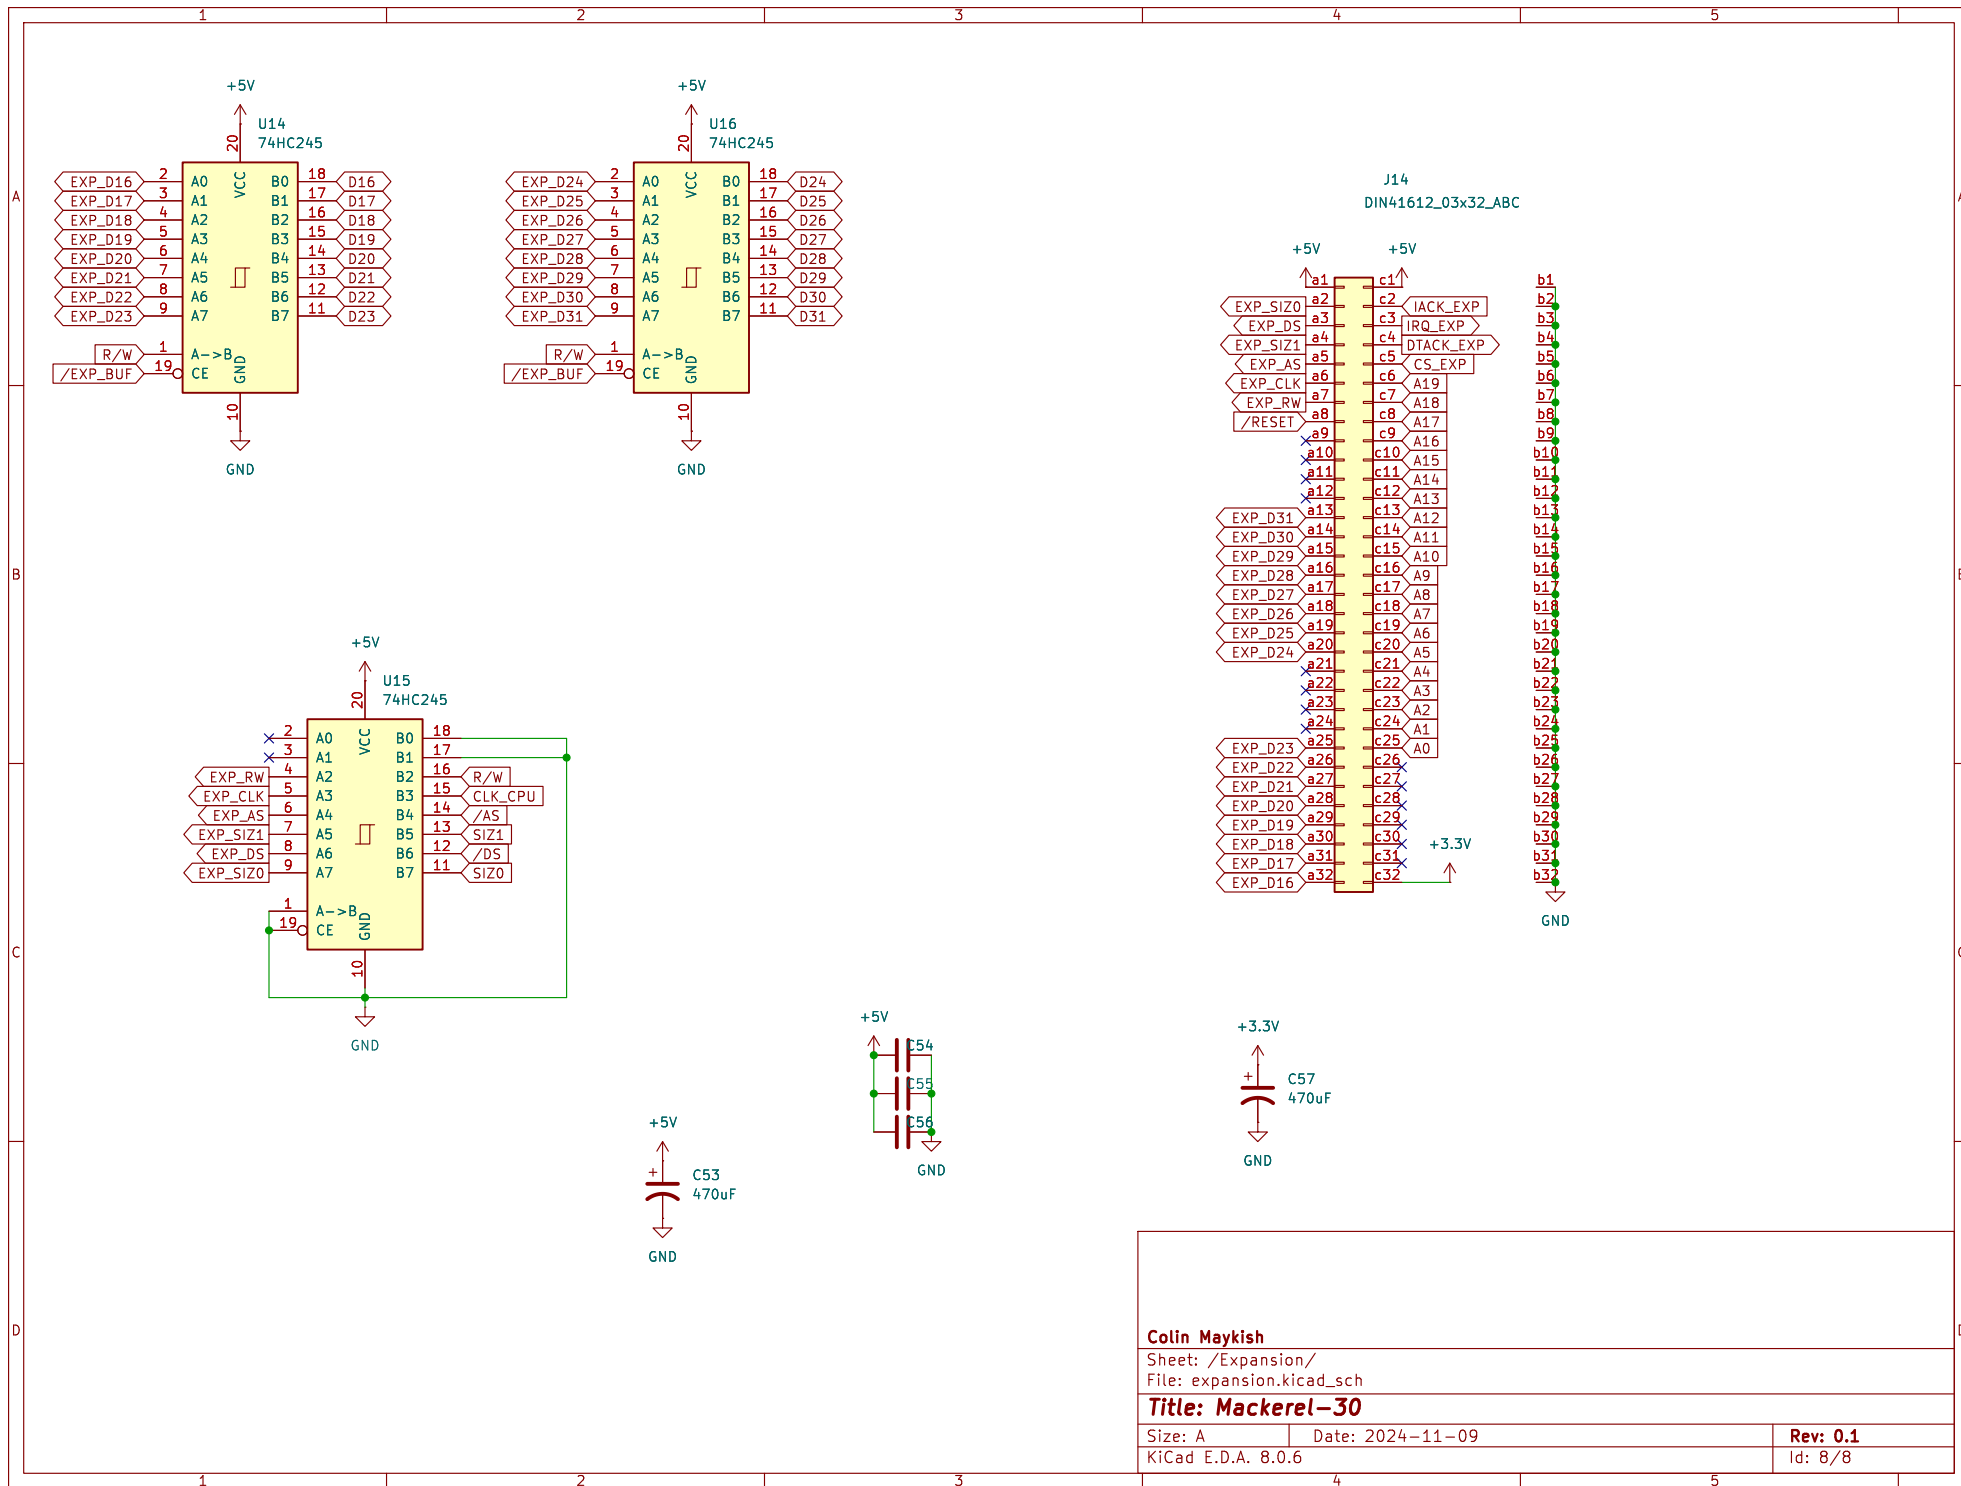 1 2 3 4 5
A
B
C
D
+5V
U14
74HC245
20
VCC
EXP_D16 2 A0 B0 18 D16
EXP_D17 3 A1 B1 17 D17
EXP_D18 4 A2 B2 16 D18
EXP_D19 5 A3 B3 15 D19
EXP_D20 6 A4 B4 14 D20
EXP_D21 7 A5 B5 13 D21
EXP_D22 8 A6 B6 12 D22
EXP_D23 9 A7 B7 11 D23
R/W 1 A->B
/EXP_BUF 19 CE
GND
10
GND
+5V
U16
74HC245
20
VCC
EXP_D24 2 A0 B0 18 D24
EXP_D25 3 A1 B1 17 D25
EXP_D26 4 A2 B2 16 D26
EXP_D27 5 A3 B3 15 D27
EXP_D28 6 A4 B4 14 D28
EXP_D29 7 A5 B5 13 D29
EXP_D30 8 A6 B6 12 D30
EXP_D31 9 A7 B7 11 D31
R/W 1 A->B
/EXP_BUF 19 CE
GND
10
GND
J14
DIN41612_03x32_ABC
+5V +5V
a1 c1 b1
EXP_SIZ0 a2 c2 IACK_EXP b2
EXP_DS a3 c3 IRQ_EXP b3
EXP_SIZ1 a4 c4 DTACK_EXP b4
EXP_AS a5 c5 CS_EXP b5
EXP_CLK a6 c6 A19 b6
EXP_RW a7 c7 A18 b7
/RESET a8 c8 A17 b8
a9 c9 A16 b9
a10 c10 A15 b10
a11 c11 A14 b11
a12 c12 A13 b12
EXP_D31 a13 c13 A12 b13
EXP_D30 a14 c14 A11 b14
EXP_D29 a15 c15 A10 b15
EXP_D28 a16 c16 A9 b16
EXP_D27 a17 c17 A8 b17
EXP_D26 a18 c18 A7 b18
EXP_D25 a19 c19 A6 b19
EXP_D24 a20 c20 A5 b20
a21 c21 A4 b21
a22 c22 A3 b22
a23 c23 A2 b23
a24 c24 A1 b24
EXP_D23 a25 c25 A0 b25
EXP_D22 a26 c26 b26
EXP_D21 a27 c27 b27
EXP_D20 a28 c28 b28
EXP_D19 a29 c29 b29
EXP_D18 a30 c30 +3.3V b30
EXP_D17 a31 c31 b31
EXP_D16 a32 c32 b32
GND
+5V
U15
74HC245
20
VCC
2 A0 B0 18
3 A1 B1 17
EXP_RW 4 A2 B2 16 R/W
EXP_CLK 5 A3 B3 15 CLK_CPU
EXP_AS 6 A4 B4 14 /AS
EXP_SIZ1 7 A5 B5 13 SIZ1
EXP_DS 8 A6 B6 12 /DS
EXP_SIZ0 9 A7 B7 11 SIZ0
1 A->B
19 CE
GND
10
GND
+5V
C54
C55
C56
GND
+3.3V
+
C57
470uF
GND
+5V
+
C53
470uF
GND
Colin Maykish
Sheet: /Expansion/
File: expansion.kicad_sch
Title: Mackerel-30
Size: A Date: 2024-11-09 Rev: 0.1
KiCad E.D.A. 8.0.6 Id: 8/8
1 2 3 4 5